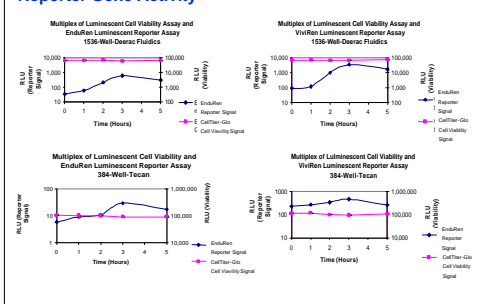 Multiplex of Luminescent Cell Viability Assay and
EnduRen Luminescent Reporter Assay
1536-Well-Deerac Fluidics
RLU
(Reporter
Signal)
10,000
1,000
100
10
100,000
10,000
1,000
100
RLU
(Viability)
0 1 2 3 4 5
Time (Hours)
EnduRen
Reporter Signal
CellTiter-Glo
Cell Viavility Signal
Multiplex of Luminescent Cell Viability Assay and
ViviRen Luminescent Reporter Assay
1536-Well-Deerac Fluidics
RLU
(Reporter
Signal)
10,000
1,000
100
10
100,000
10,000
1,000
100
RLU
(Viability)
0 1 2 3 4 5
Time (Hours)
EnduRen
Reporter
Signal
CellTiter-Glo
Cell Viability
Signal
Multiplex of Luminescent Cell Viability and
EnduRen Luminescent Reporter Assay
384-Well-Tecan
RLU (Reporter
Signal)
100
10
1
1,000,000
100,000
10,000
RLU (Viability)
0 1 2 3 4 5
Time (Hours)
EnduRen
Reporter Signal
CellTiter-Glo
Cell Viavility Signal
Multiplex of Luminescent Cell Viability and
ViviRen Luminescent Reporter Assay
384-Well-Tecan
RLU
(Reporter
Signal)
1000
100
10
1,000,000
100,000
10,000
RLU
(Viability)
0 1 2 3 4 5
Time (Hours)
EnduRen
Reporter Signal
CellTiter-Glo
Cell Viability
Signal